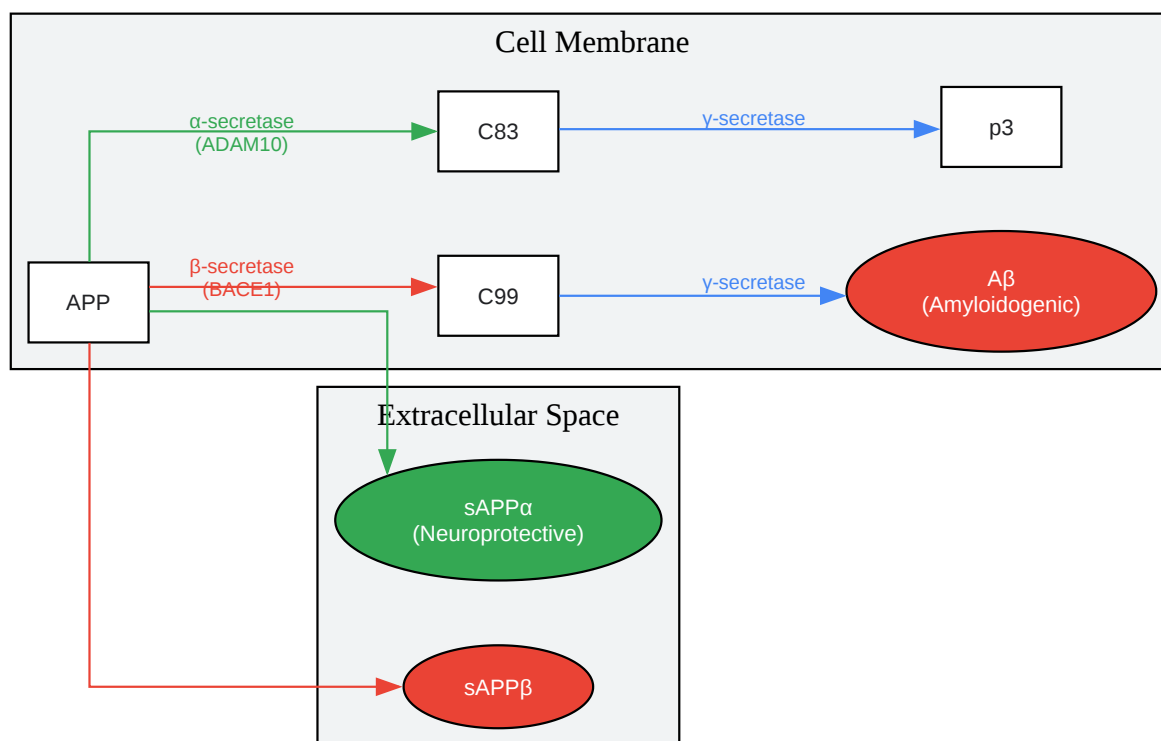 Cell Membrane
α-secretase
(ADAM10)
C83
γ-secretase
p3
APP
β-secretase
(BACE1)
C99
γ-secretase
Aβ
(Amyloidogenic)
Extracellular Space
sAPPα
(Neuroprotective)
sAPPβ